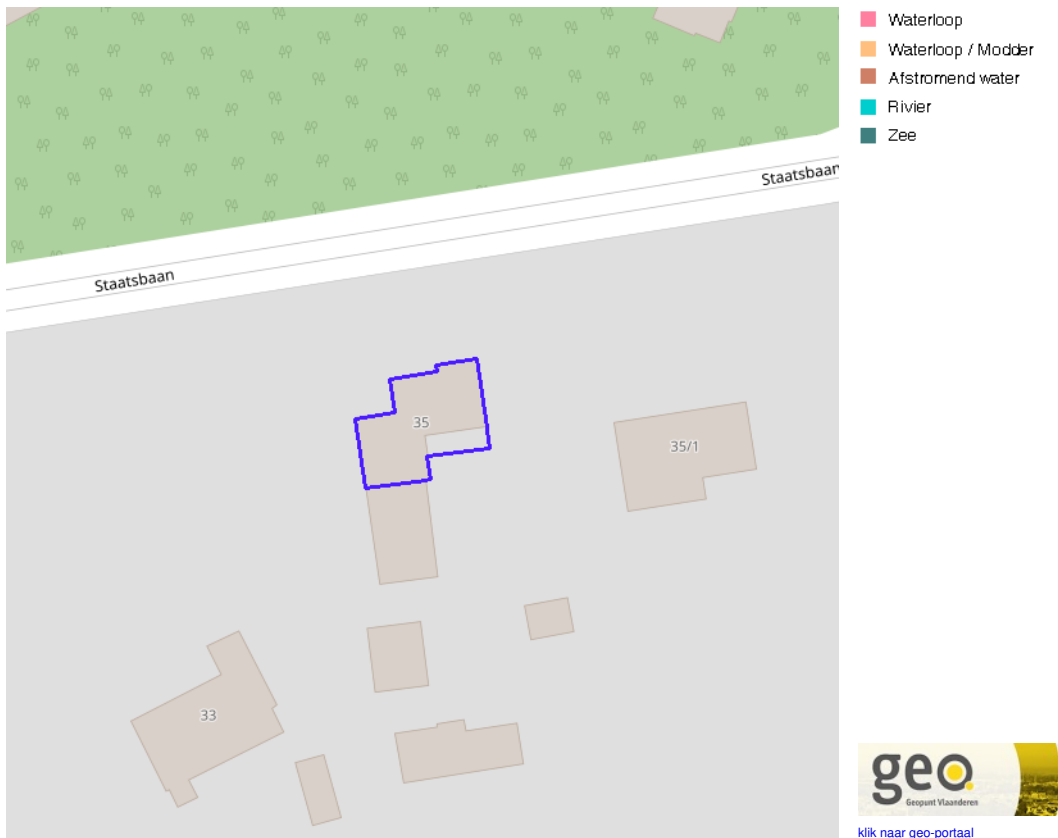 Waterloop
Waterloop / Modder
Afstromend water
Rivier
Zee
Staatsbaan
Staatsbaan
35
35/1
33
geo.
Geopunt Vlaanderen
klik naar geo-portaal